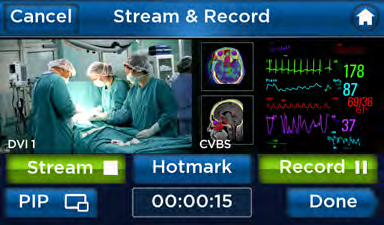 Cancel Stream & Record
DVI 1
CVBS
178
87
37
Stream Hotmark Record
PIP 00:00:15 Done